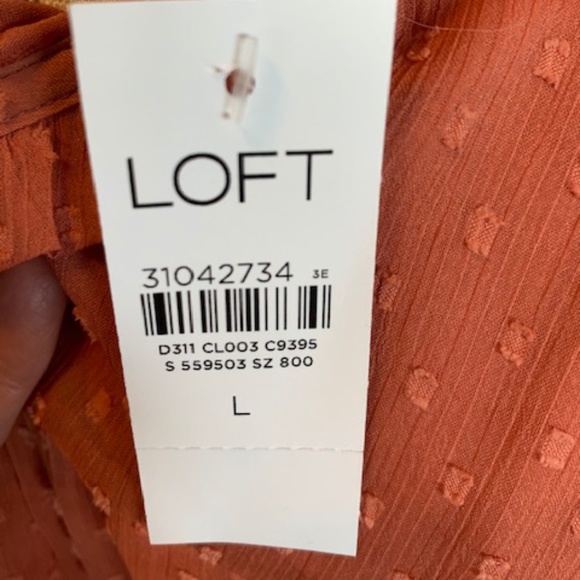 LOFT
31042734 3E
D311 CL003 C9395
S 559503 SZ 800
L